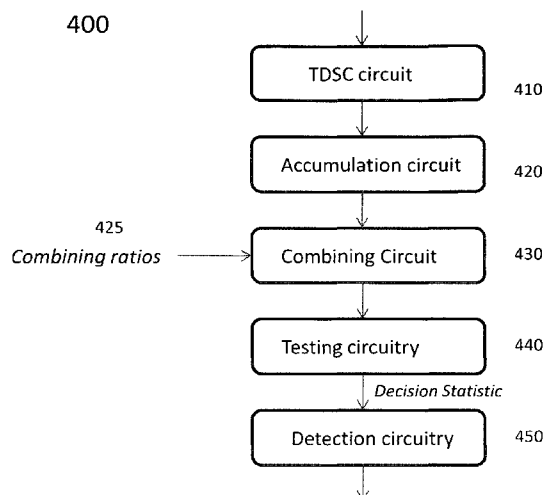 400
TDSC circuit
410
Accumulation circuit
420
425
Combining ratios
Combining Circuit
430
Testing circuitry
440
Decision Statistic
Detection circuitry
450